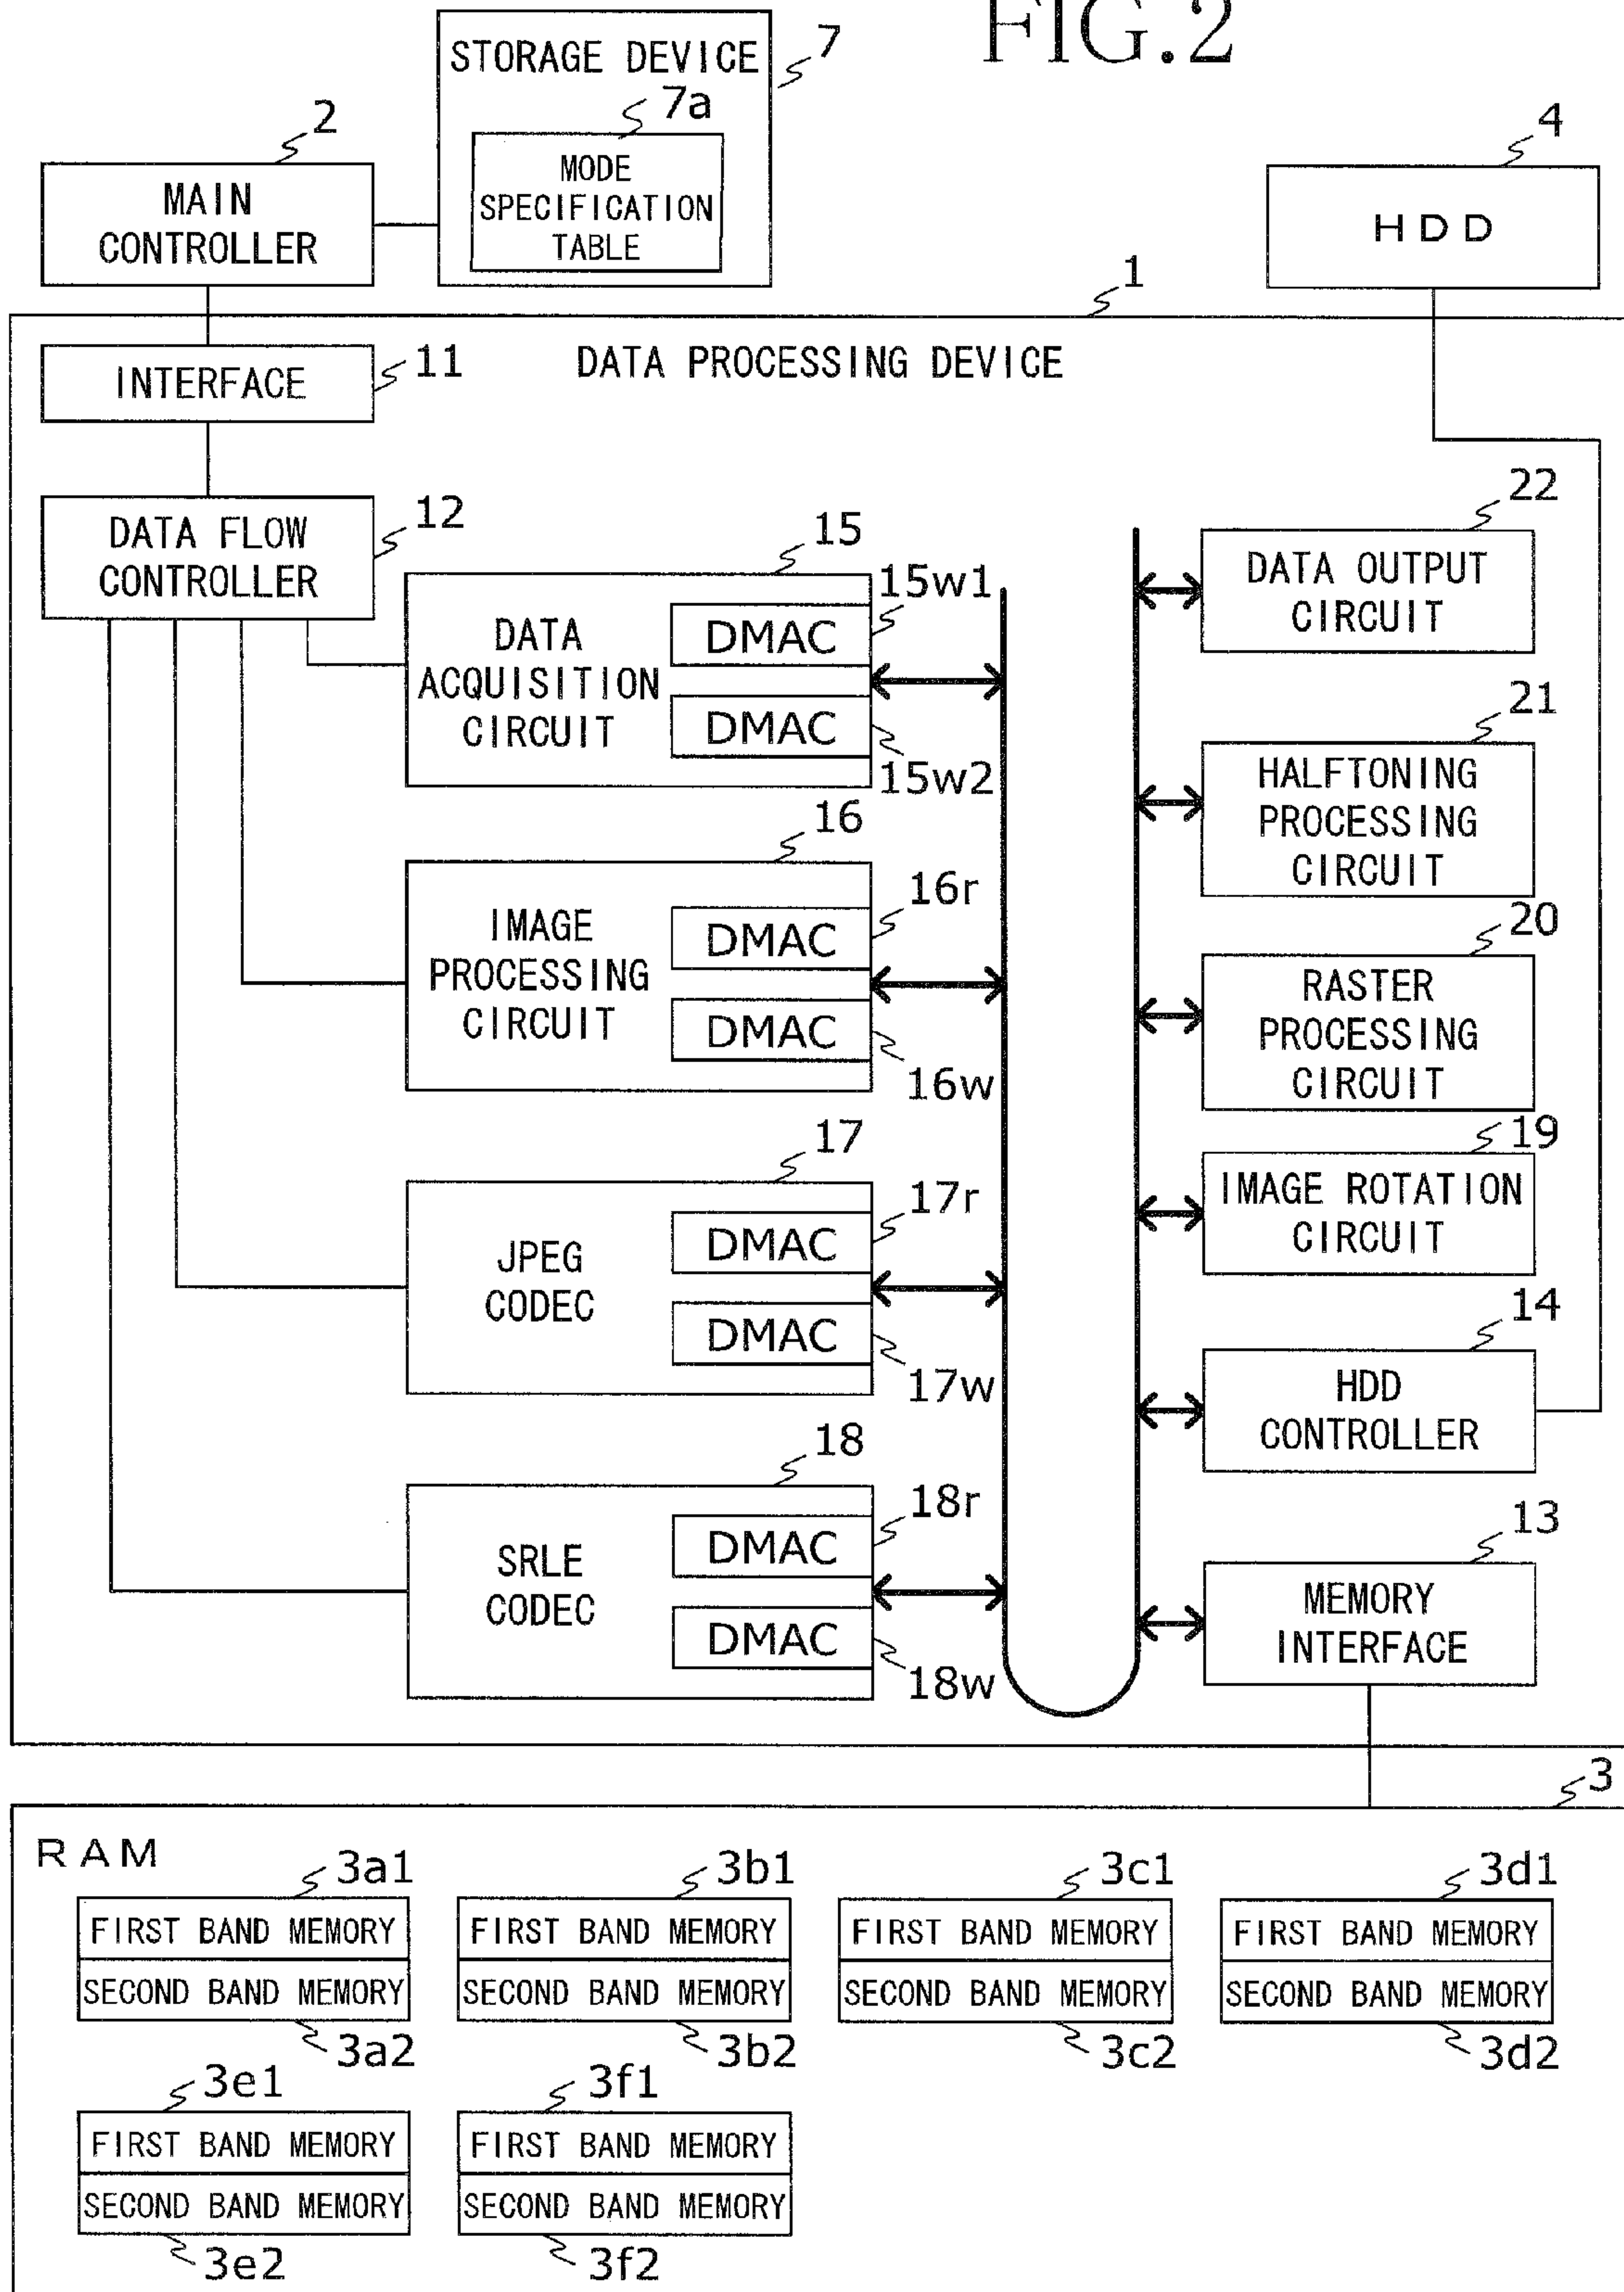 FIG.2
STORAGE DEVICE
7
7a
MODE
SPECIFICATION
TABLE
2
MAIN
CONTROLLER
4
HDD
1
DATA PROCESSING DEVICE
INTERFACE
11
DATA FLOW
CONTROLLER
12
15
DATA
ACQUISITION
CIRCUIT
DMAC
15w1
DMAC
15w2
16
IMAGE
PROCESSING
CIRCUIT
DMAC
16r
DMAC
16w
17
JPEG
CODEC
DMAC
17r
DMAC
17w
18
SRLE
CODEC
DMAC
18r
DMAC
18w
22
DATA OUTPUT
CIRCUIT
21
HALFTONING
PROCESSING
CIRCUIT
20
RASTER
PROCESSING
CIRCUIT
19
IMAGE ROTATION
CIRCUIT
14
HDD
CONTROLLER
13
MEMORY
INTERFACE
3
RAM
3a1
FIRST BAND MEMORY
SECOND BAND MEMORY
3a2
3b1
FIRST BAND MEMORY
SECOND BAND MEMORY
3b2
3c1
FIRST BAND MEMORY
SECOND BAND MEMORY
3c2
3d1
FIRST BAND MEMORY
SECOND BAND MEMORY
3d2
3e1
FIRST BAND MEMORY
SECOND BAND MEMORY
3e2
3f1
FIRST BAND MEMORY
SECOND BAND MEMORY
3f2